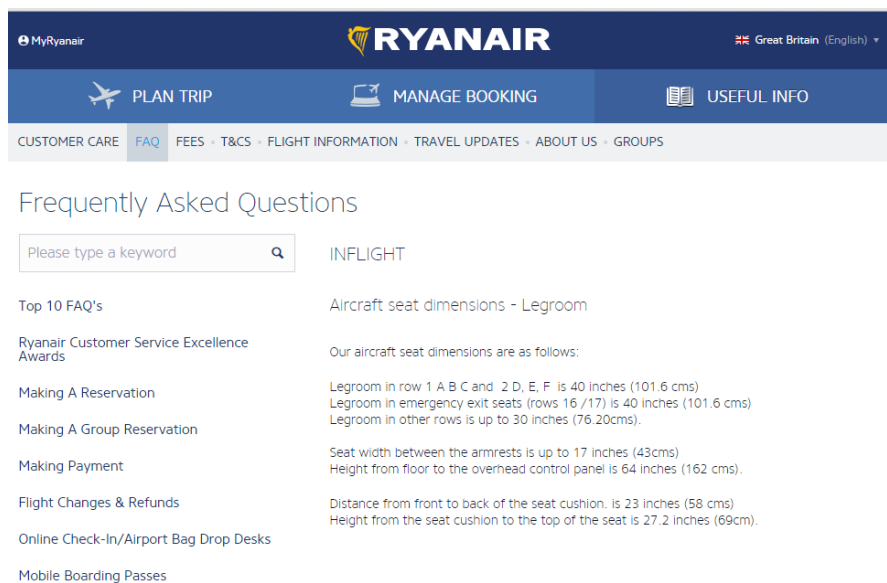 MyRyanair
RYANAIR
Great Britain (English)
PLAN TRIP
MANAGE BOOKING
USEFUL INFO
CUSTOMER CARE FAQ FEES T&CS FLIGHT INFORMATION TRAVEL UPDATES ABOUT US GROUPS
Frequently Asked Questions
Please type a keyword
Top 10 FAQ's
Ryanair Customer Service Excellence
Awards
Making A Reservation
Making A Group Reservation
Making Payment
Flight Changes & Refunds
Online Check-In/Airport Bag Drop Desks
Mobile Boarding Passes
INFLIGHT
Aircraft seat dimensions - Legroom
Our aircraft seat dimensions are as follows:
Legroom in row 1 A B C and 2 D, E, F is 40 inches (101.6 cms)
Legroom in emergency exit seats (rows 16 /17) is 40 inches (101.6 cms)
Legroom in other rows is up to 30 inches (76.20cms).
Seat width between the armrests is up to 17 inches (43cms)
Height from floor to the overhead control panel is 64 inches (162 cms).
Distance from front to back of the seat cushion. is 23 inches (58 cms)
Height from the seat cushion to the top of the seat is 27.2 inches (69cm).